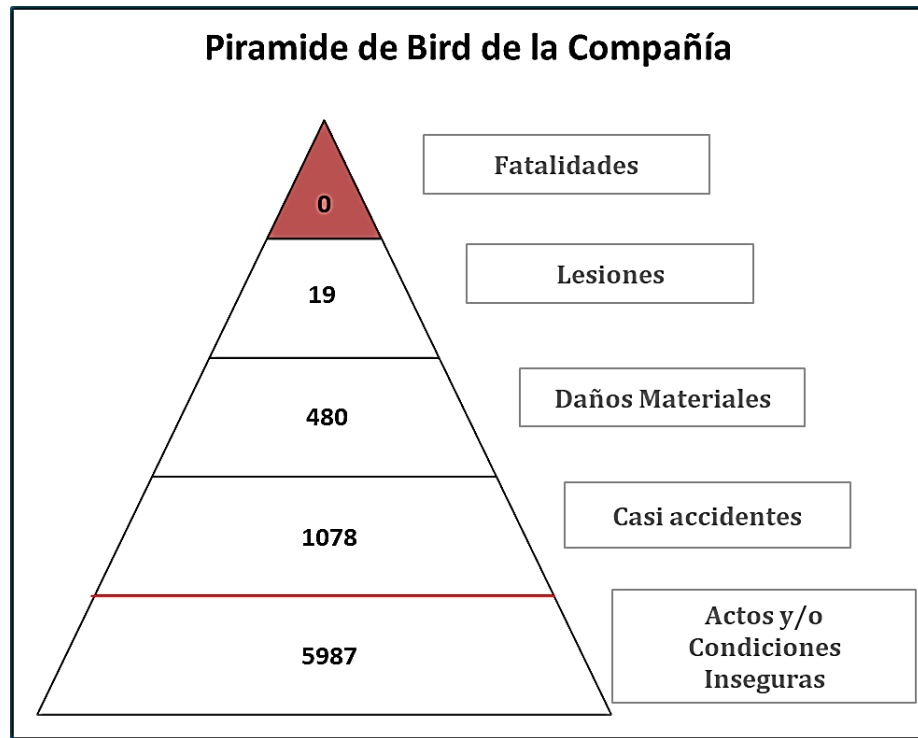 Piramide de Bird de la Compañía
Fatalidades
0
Lesiones
19
Daños Materiales
480
Casi accidentes
1078
Actos y/o
Condiciones
Inseguras
5987